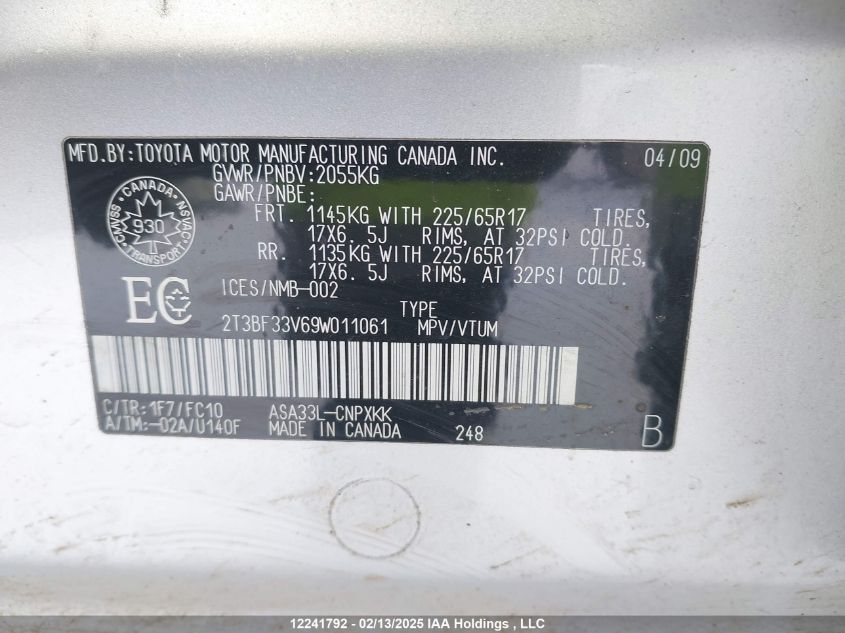 MFD.BY:TOYOTA MOTOR MANUFACTURING CANADA INC. 04/09
GVWR/PNBV:2055KG
GAWR/PNBE:
FRT. 1145KG WITH 225/65R17 TIRES,
17X6. 5J RIMS, AT 32PSI COLD.
RR. 1135KG WITH 225/65R17 TIRES,
17X6. 5J RIMS, AT 32PSI COLD.
CANADA
CMVSS 930 NSVAC
TRANSPORT
EC ICES/NMB-002
TYPE
2T3BF33V69W011061 MPV/VTUM
C/TR:1F7/FC10 ASA33L-CNPXKK
A/TM:-02A/U140F MADE IN CANADA 248 B
12241792 - 02/13/2025 IAA Holdings , LLC